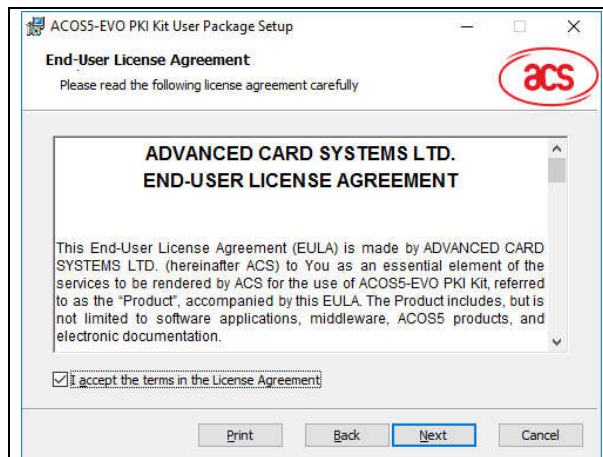 ACOS5-EVO PKI Kit User Package Setup
End-User License Agreement
Please read the following license agreement carefully
acs
ADVANCED CARD SYSTEMS LTD.
END-USER LICENSE AGREEMENT
This End-User License Agreement (EULA) is made by ADVANCED CARD
SYSTEMS LTD. (hereinafter ACS) to You as an essential element of the
services to be rendered by ACS for the use of ACOS5-EVO PKI Kit, referred
to as the “Product”, accompanied by this EULA. The Product includes, but is
not limited to software applications, middleware, ACOS5 products, and
electronic documentation.
I accept the terms in the License Agreement
Print Back Next Cancel